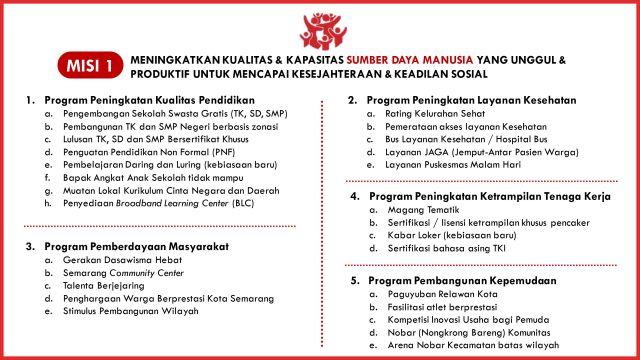 MISI 1
MENINGKATKAN KUALITAS & KAPASITAS SUMBER DAYA MANUSIA YANG UNGGUL &
PRODUKTIF UNTUK MENCAPAI KESEJAHTERAAN & KEADILAN SOSIAL
1. Program Peningkatan Kualitas Pendidikan
a. Pengembangan Sekolah Swasta Gratis (TK, SD, SMP)
b. Pembangunan TK dan SMP Negeri berbasis zonasi
c. Lulusan TK, SD dan SMP Bersertifikat Khusus
d. Penguatan Pendidikan Non Formal (PNF)
e. Pembelajaran Daring dan Luring (kebiasaan baru)
f. Bapak Angkat Anak Sekolah tidak mampu
g. Muatan Lokal Kurikulum Cinta Negara dan Daerah
h. Penyediaan Broadband Learning Center (BLC)
3. Program Pemberdayaan Masyarakat
a. Gerakan Dasawisma Hebat
b. Semarang Community Center
c. Talenta Berjejaring
d. Penghargaan Warga Berprestasi Kota Semarang
e. Stimulus Pembangunan Wilayah
2. Program Peningkatan Layanan Kesehatan
a. Rating Kelurahan Sehat
b. Pemerataan akses layanan Kesehatan
c. Bus Layanan Kesehatan / Hospital Bus
d. Layanan JAGA (Jemput-Antar Pasien Warga)
e. Layanan Puskesmas Malam Hari
4. Program Peningkatan Ketrampilan Tenaga Kerja
a. Magang Tematik
b. Sertifikasi / lisensi ketrampilan khusus pencaker
c. Kabar Loker (kebiasaan baru)
d. Sertifikasi bahasa asing TKI
5. Program Pembangunan Kepemudaan
a. Paguyuban Relawan Kota
b. Fasilitasi atlet berprestasi
c. Kompetisi Inovasi Usaha bagi Pemuda
d. Nobar (Nongkrong Bareng) Komunitas
e. Arena Nobar Kecamatan batas wilayah